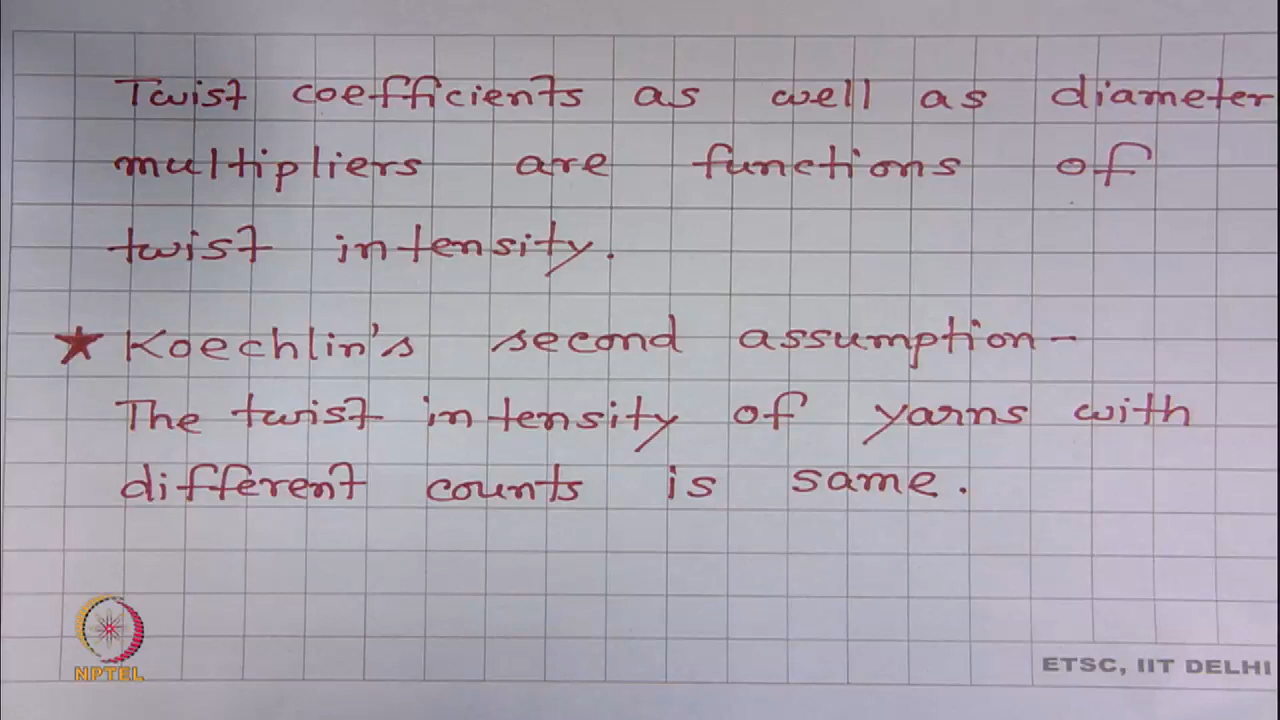 Twist coefficients as well as diameter
multipliers are functions of
twist intensity.
★ Koechlin's second assumption-
The twist intensity of yarns with
different counts is same.
NPTEL
ETSC, IIT DELHI